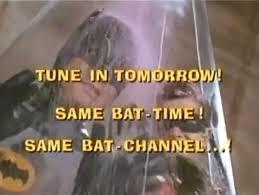 TUNE IN TOMORROW!
SAME BAT-TIME!
SAME BAT-CHANNEL...!